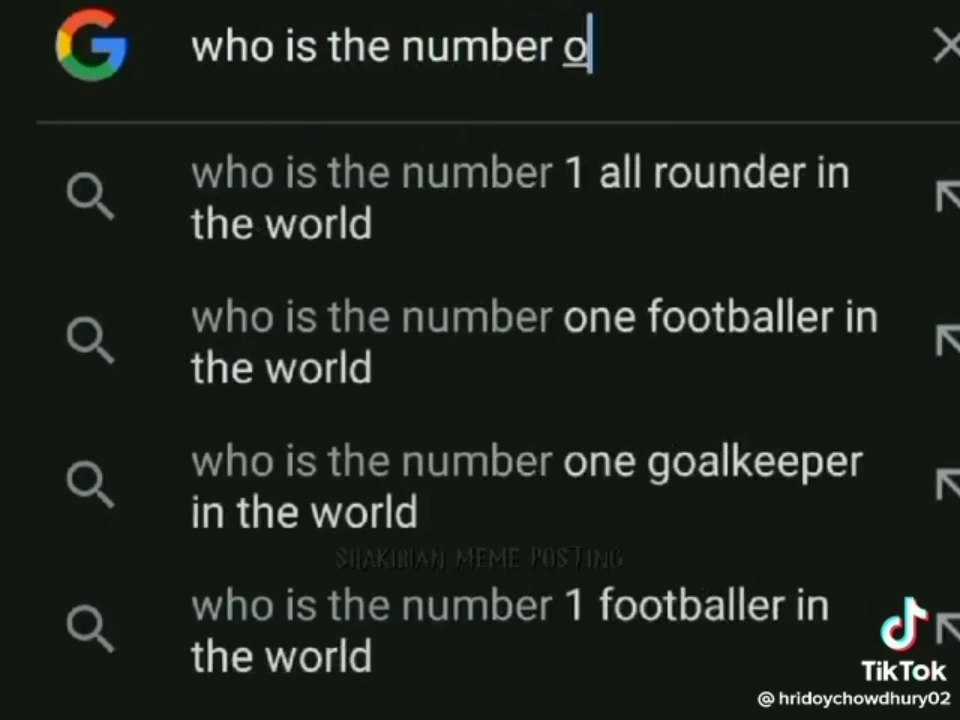 who is the number o
who is the number 1 all rounder in
the world
who is the number one footballer in
the world
who is the number one goalkeeper
in the world
SHAKIBIAN MEME POSTING
who is the number 1 footballer in
the world
TikTok
@hridoychowdhury02